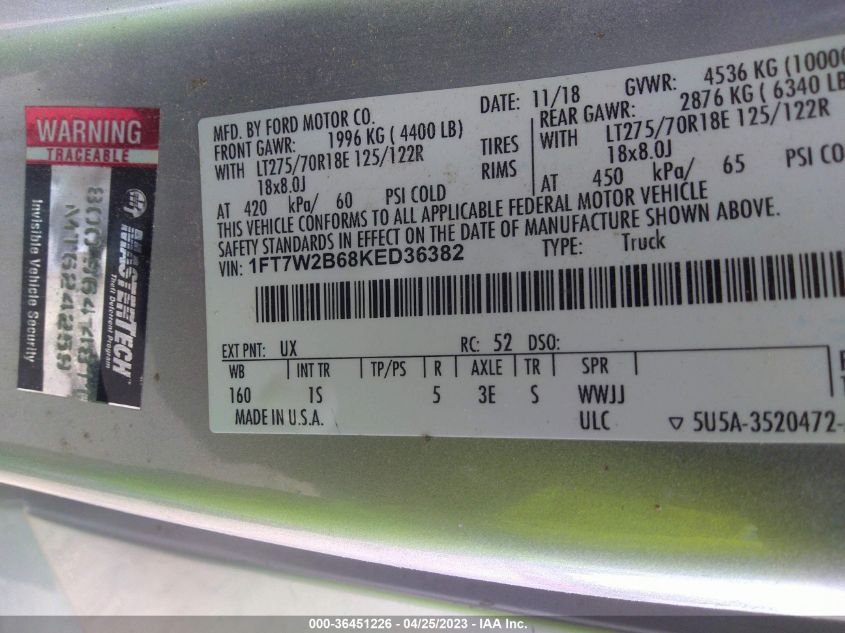 WARNING
TRACEABLE
MASTERTECH
Theft Deterrent Program
MT624259
Invisible Vehicle Security
MFD. BY FORD MOTOR CO.
DATE: 11/18
GVWR: 4536 KG (10000
FRONT GAWR: 1996 KG ( 4400 LB)
REAR GAWR: 2876 KG ( 6340 LB
WITH LT275/70R18E 125/122R TIRES
WITH LT275/70R18E 125/122R
18x8.0J RIMS
18x8.0J
AT 420 kPa/ 60 PSI COLD
AT 450 kPa/ 65 PSI CO
THIS VEHICLE CONFORMS TO ALL APPLICABLE FEDERAL MOTOR VEHICLE
SAFETY STANDARDS IN EFFECT ON THE DATE OF MANUFACTURE SHOWN ABOVE.
VIN: 1FT7W2B68KED36382
TYPE: Truck
EXT PNT: UX RC: 52 DSO:
WB INT TR TP/PS R AXLE TR SPR
160 1S 5 3E S WWJJ
MADE IN U.S.A. ULC ▽ 5U5A-3520472-
000-36451226 - 04/25/2023 - IAA Inc.